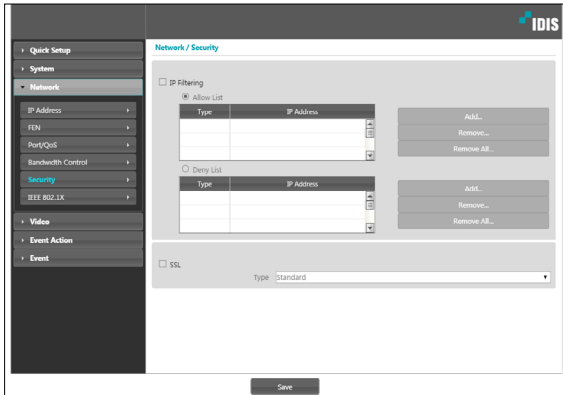 IDIS
Quick Setup
System
Network
IP Address
FEN
Port/QoS
Bandwidth Control
Security
IEEE 802.1X
Video
Event Action
Event
Network / Security
IP Filtering
Allow List
Type IP Address
Add...
Remove...
Remove All...
Deny List
Type IP Address
Add...
Remove...
Remove All...
SSL
Type Standard
Save